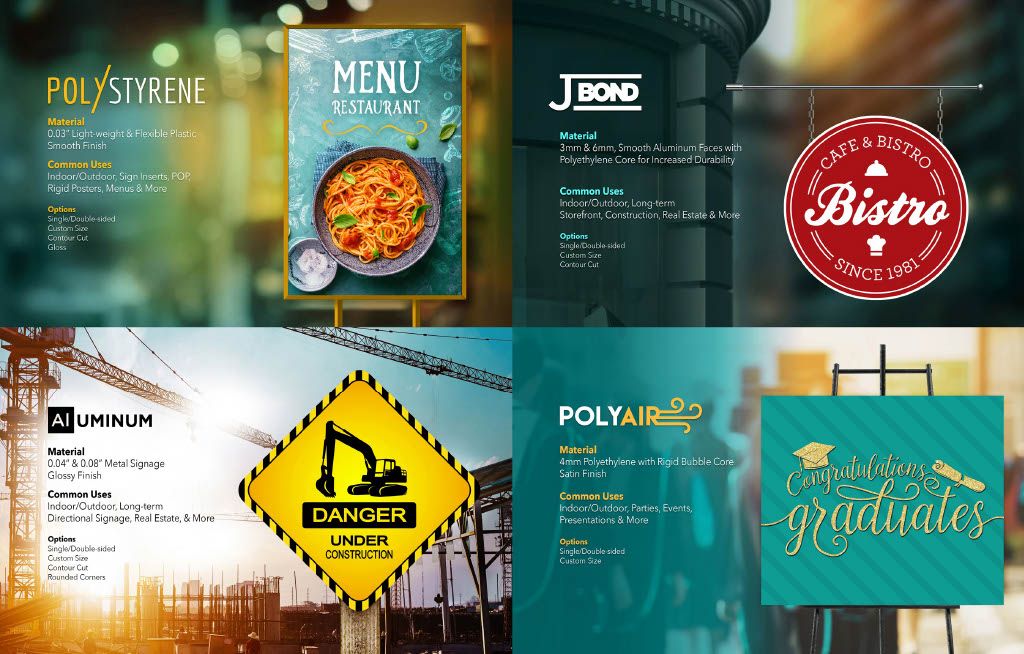 POLYSTYRENE
Material
0.03" Light-weight & Flexible Plastic
Smooth Finish
Common Uses
Indoor/Outdoor, Sign Inserts, POP,
Rigid Posters, Menus & More
Options
Single/Double-sided
Custom Size
Contour Cut
Gloss
MENU
RESTAURANT
J BOND
Material
3mm & 6mm, Smooth Aluminum Faces with
Polyethylene Core for Increased Durability
Common Uses
Indoor/Outdoor, Long-term
Storefront, Construction, Real Estate & More
Options
Single/Double-sided
Custom Size
Contour Cut
CAFE & BISTRO
Bistro
SINCE 1981
AlUMINUM
Material
0.04" & 0.08" Metal Signage
Glossy Finish
Common Uses
Indoor/Outdoor, Long-term
Directional Signage, Real Estate, & More
Options
Single/Double-sided
Custom Size
Contour Cut
Rounded Corners
DANGER
UNDER
CONSTRUCTION
POLYAIR
Material
4mm Polyethylene with Rigid Bubble Core
Satin Finish
Common Uses
Indoor/Outdoor, Parties, Events,
Presentations & More
Options
Single/Double-sided
Custom Size
Congratulations
graduates